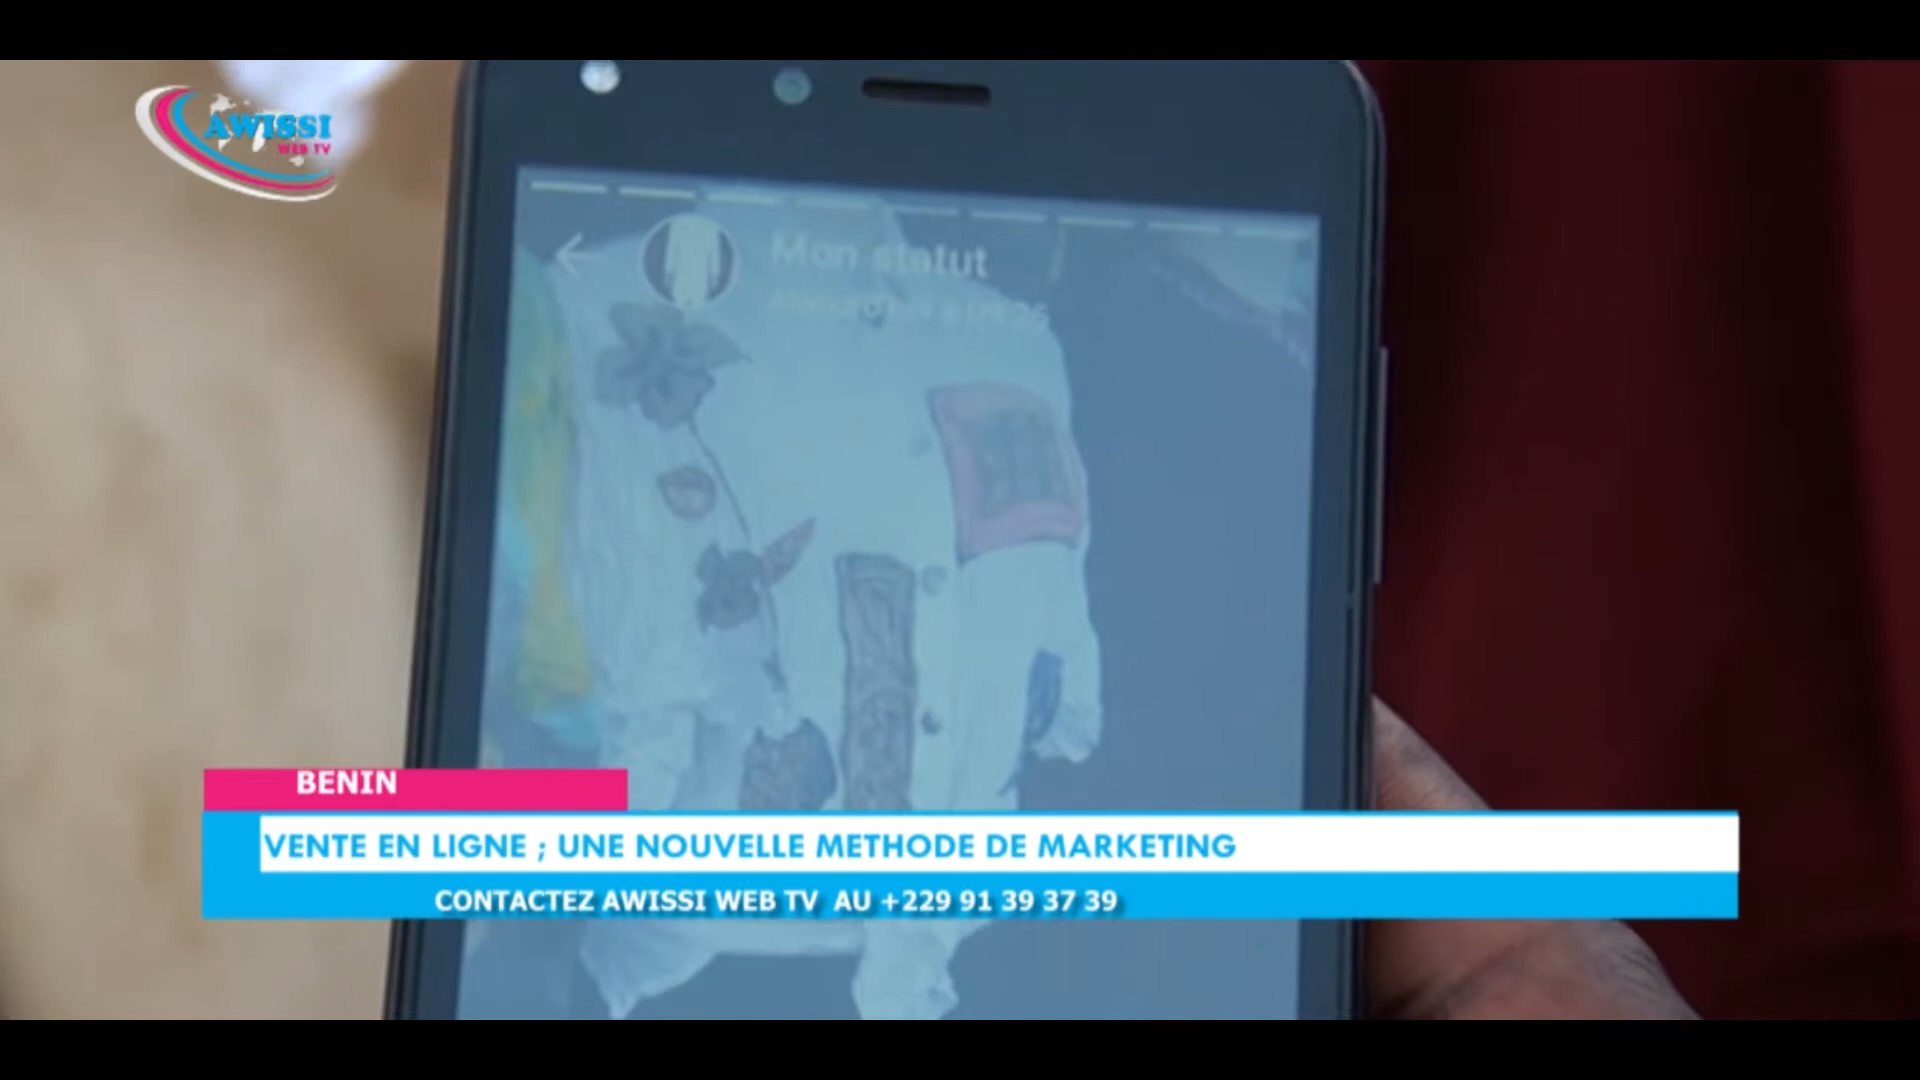 AWISSI
WEB TV
Mon statut
BENIN
VENTE EN LIGNE ; UNE NOUVELLE METHODE DE MARKETING
CONTACTEZ AWISSI WEB TV AU +229 91 39 37 39